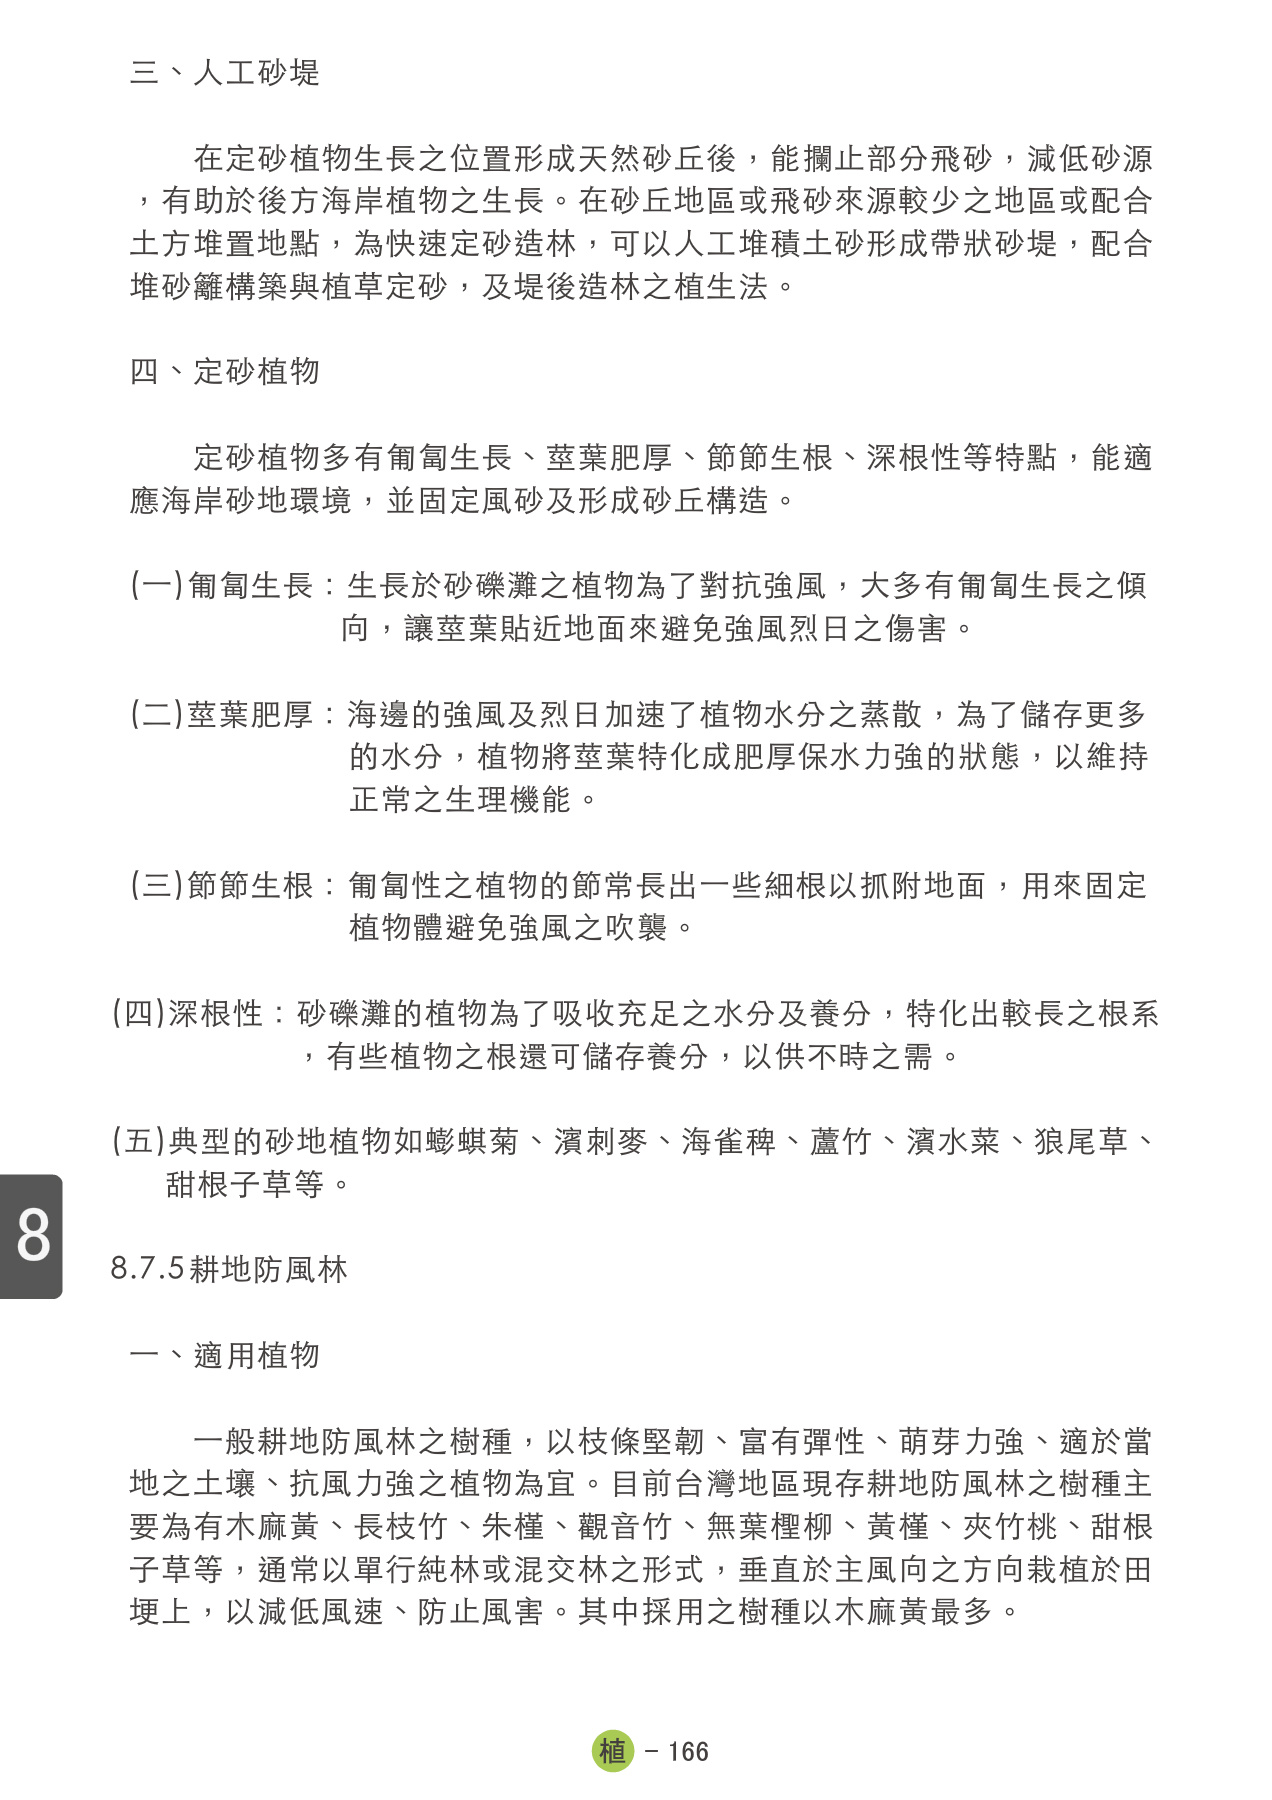 三、人工砂堤
在定砂植物生長之位置形成天然砂丘後，能攔止部分飛砂，減低砂源
，有助於後方海岸植物之生長。在砂丘地區或飛砂來源較少之地區或配合
土方堆置地點，為快速定砂造林，可以人工堆積土砂形成帶狀砂堤，配合
堆砂籬構築與植草定砂，及堤後造林之植生法。
四、定砂植物
定砂植物多有匍匐生長、莖葉肥厚、節節生根、深根性等特點，能適
應海岸砂地環境，並固定風砂及形成砂丘構造。
(一)匍匐生長：生長於砂礫灘之植物為了對抗強風，大多有匍匐生長之傾
向，讓莖葉貼近地面來避免強風烈日之傷害。
(二)莖葉肥厚：海邊的強風及烈日加速了植物水分之蒸散，為了儲存更多
的水分，植物將莖葉特化成肥厚保水力強的狀態，以維持
正常之生理機能。
(三)節節生根：匍匐性之植物的節常長出一些細根以抓附地面，用來固定
植物體避免強風之吹襲。
(四)深根性：砂礫灘的植物為了吸收充足之水分及養分，特化出較長之根系
，有些植物之根還可儲存養分，以供不時之需。
(五)典型的砂地植物如蟛蜞菊、濱刺麥、海雀稗、蘆竹、濱水菜、狼尾草、
甜根子草等。
8
8.7.5耕地防風林
一、適用植物
一般耕地防風林之樹種，以枝條堅韌、富有彈性、萌芽力強、適於當
地之土壤、抗風力強之植物為宜。目前台灣地區現存耕地防風林之樹種主
要為有木麻黃、長枝竹、朱槿、觀音竹、無葉檉柳、黃槿、夾竹桃、甜根
子草等，通常以單行純林或混交林之形式，垂直於主風向之方向栽植於田
埂上，以減低風速、防止風害。其中採用之樹種以木麻黃最多。
植 – 166